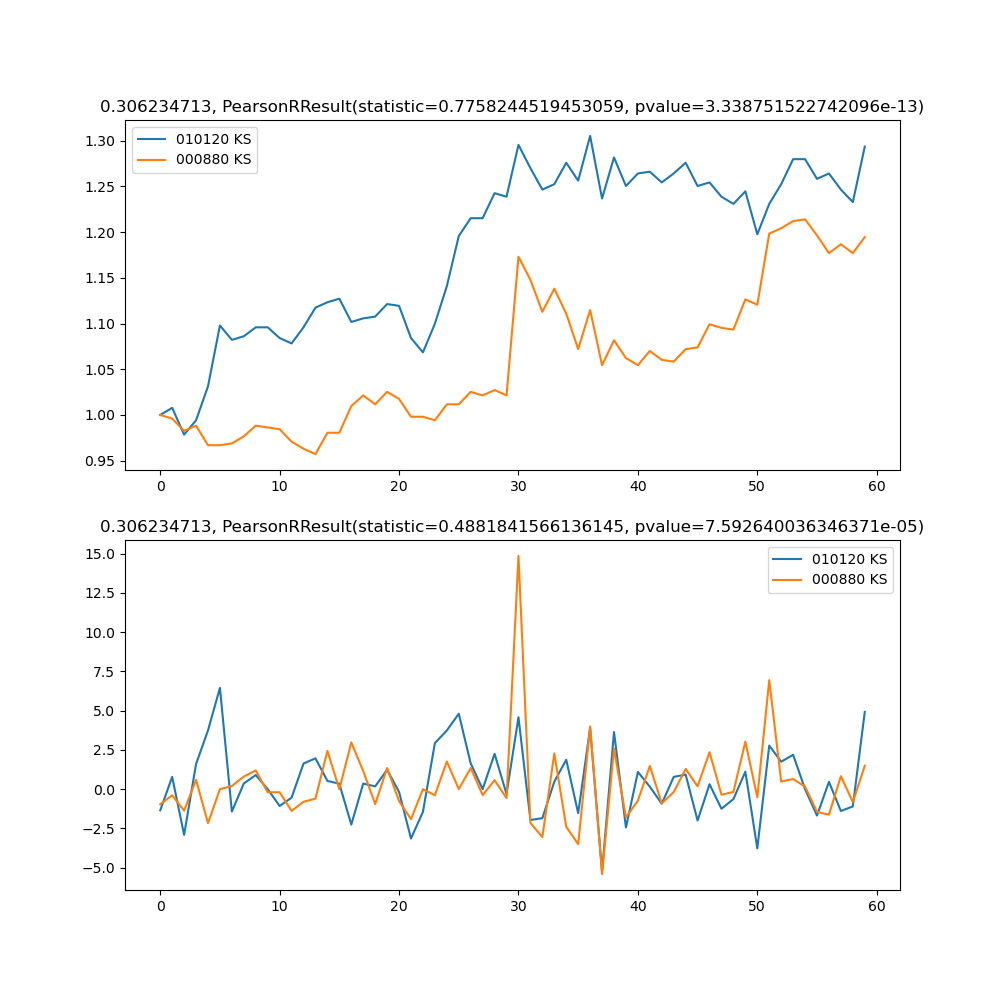 0.306234713, PearsonRResult(statistic=0.7758244519453059, pvalue=3.338751522742096e-13)
010120 KS
000880 KS
1.30
1.25
1.20
1.15
1.10
1.05
1.00
0.95
0 10 20 30 40 50 60
0.306234713, PearsonRResult(statistic=0.4881841566136145, pvalue=7.592640036346371e-05)
010120 KS
000880 KS
15.0
12.5
10.0
7.5
5.0
2.5
0.0
−2.5
−5.0
0 10 20 30 40 50 60